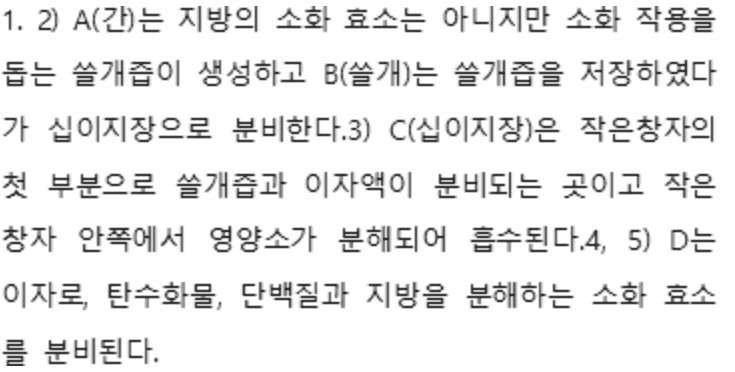 1. 2) A(간)는 지방의 소화 효소는 아니지만 소화 작용을
돕는 쓸개즙이 생성하고 B(쓸개)는 쓸개즙을 저장하였다
가 십이지장으로 분비한다.3) C(십이지장)은 작은창자의
첫 부분으로 쓸개즙과 이자액이 분비되는 곳이고 작은
창자 안쪽에서 영양소가 분해되어 흡수된다.4, 5) D는
이자로, 탄수화물, 단백질과 지방을 분해하는 소화 효소
를 분비된다.